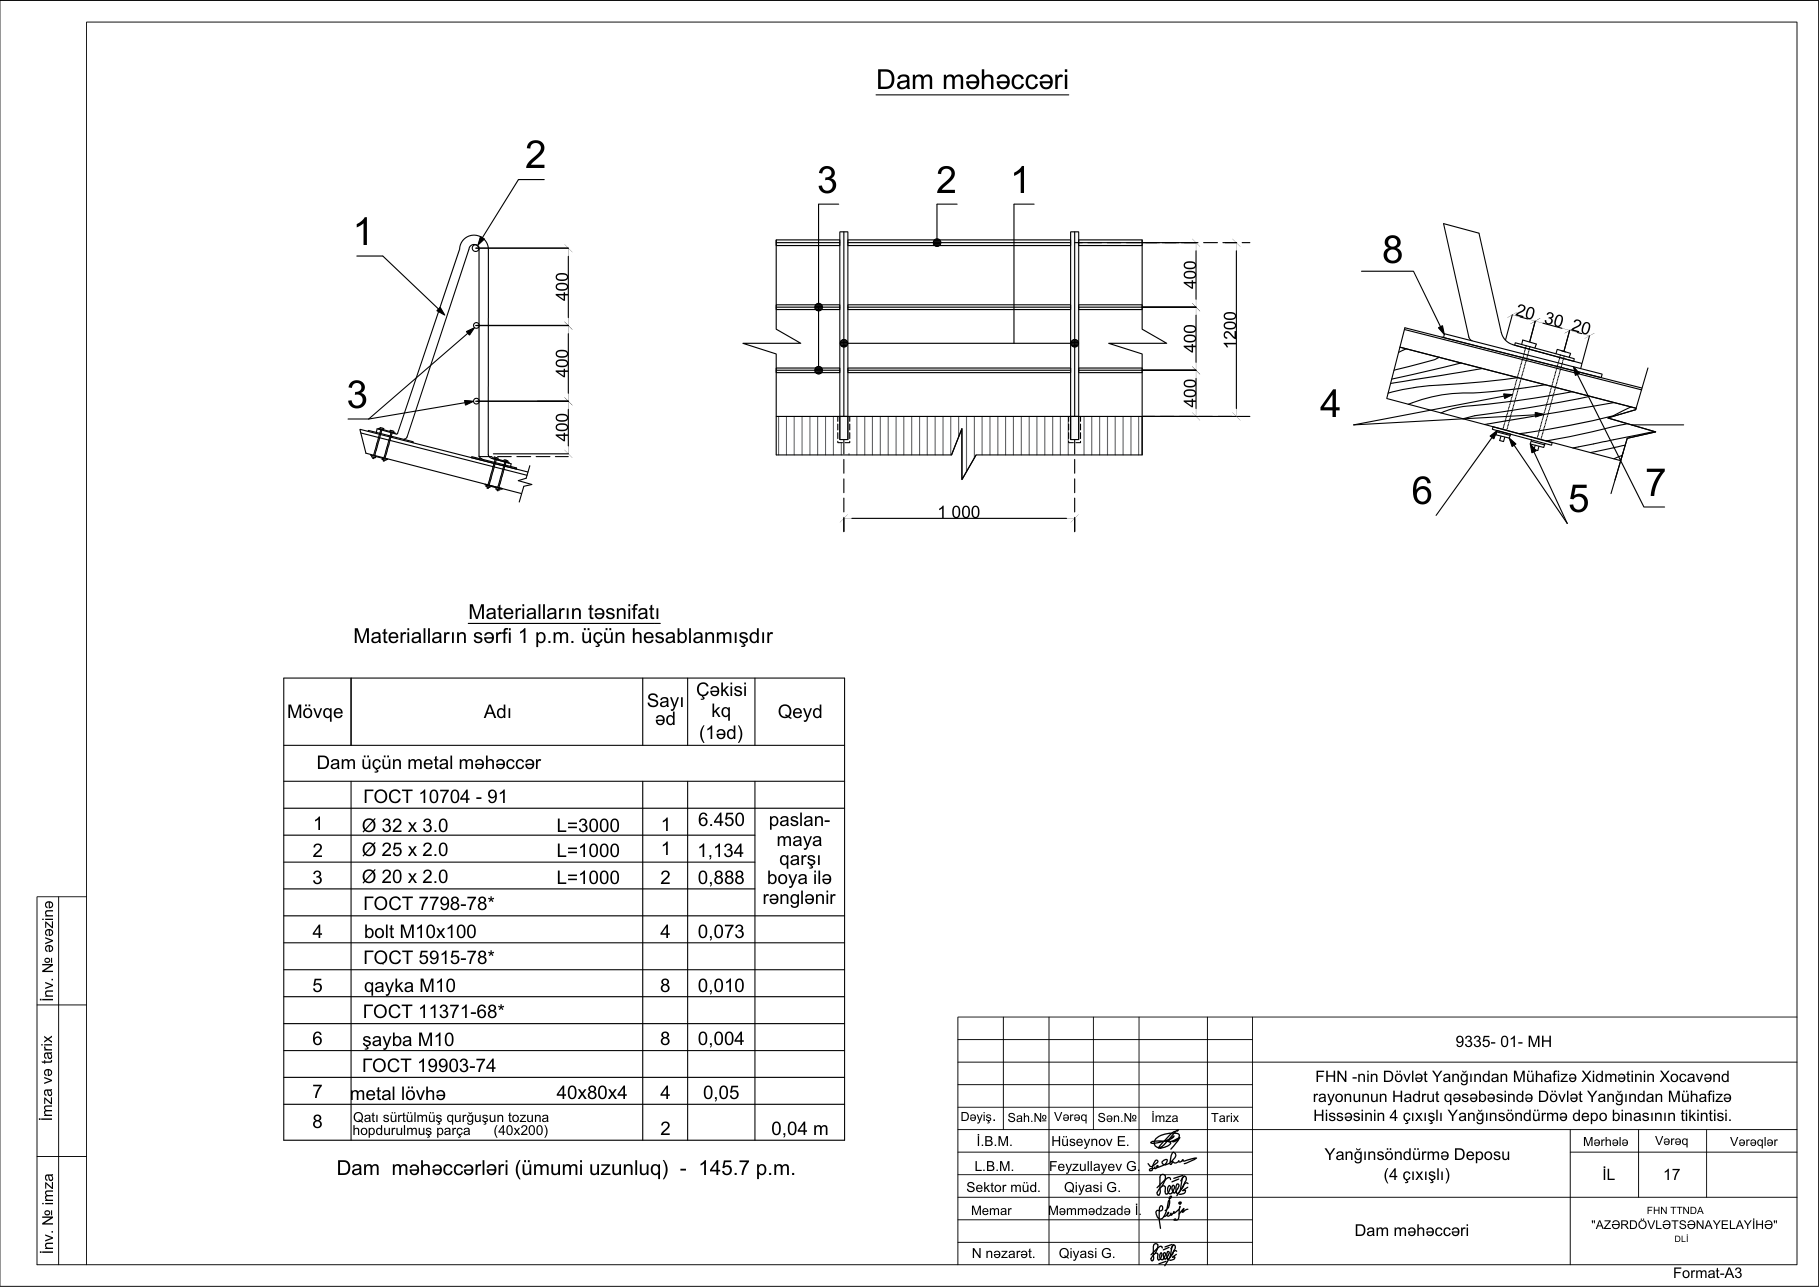 Dam məhəccəri
2
1
3
400
400
400
3
2
1
400
400
400
1200
1 000
8
20
30
20
4
6
5
7
Materialların təsnifatı
Materialların sərfi 1 p.m. üçün hesablanmışdır
Mövqe
Adı
Sayı
əd
Çəkisi
kq
(1əd)
Qeyd
Dam üçün metal məhəccər
ГОСТ 10704 - 91
1 Ø 32 x 3.0 L=3000 1 6.450
2 Ø 25 x 2.0 L=1000 1 1,134
3 Ø 20 x 2.0 L=1000 2 0,888
paslan-
maya
qarşı
boya ilə
rənglənir
ГОСТ 7798-78*
4 bolt M10x100 4 0,073
ГОСТ 5915-78*
5 qayka M10 8 0,010
ГОСТ 11371-68*
6 şayba M10 8 0,004
ГОСТ 19903-74
7 metal lövhə 40x80x4 4 0,05
8 Qatı sürtülmüş qurğuşun tozuna
hopdurulmuş parça (40x200) 2 0,04 m
Dam məhəccərləri (ümumi uzunluq) - 145.7 p.m.
İnv. № əvəzinə
İmza və tarix
İnv. № imza
9335- 01- MH
FHN -nin Dövlət Yanğından Mühafizə Xidmətinin Xocavənd
rayonunun Hadrut qəsəbəsində Dövlət Yanğından Mühafizə
Hissəsinin 4 çıxışlı Yanğınsöndürmə depo binasının tikintisi.
Dəyiş. Sah.№ Vərəq Sən.№ İmza Tarix
İ.B.M. Hüseynov E.
L.B.M. Feyzullayev G.
Sektor müd. Qiyasi G.
Memar Məmmədzadə İ.
N nəzarət. Qiyasi G.
Yanğınsöndürmə Deposu
(4 çıxışlı)
Mərhələ Vərəq Vərəqlər
İL 17
Dam məhəccəri
FHN TTNDA
"AZƏRDÖVLƏTSƏNAYELAYİHƏ"
DLİ
Format-A3